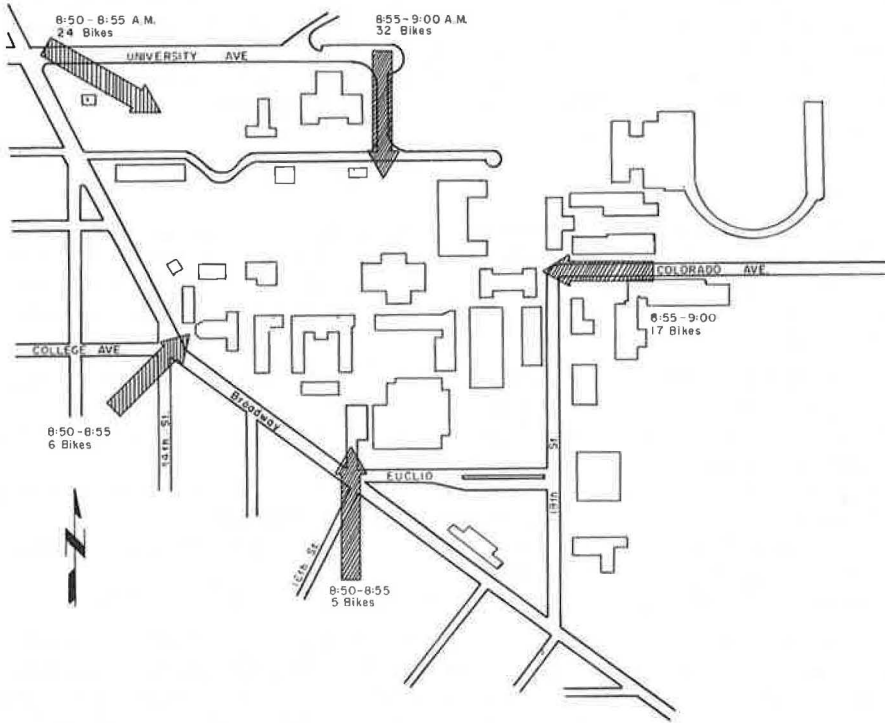 8:50 - 8:55 A.M.
24 Bikes
8:55 - 9:00 A.M.
32 Bikes
UNIVERSITY AVE
COLORADO AVE.
8:55 - 9:00
17 Bikes
COLLEGE AVE
8:50 - 8:55
6 Bikes
14th St.
Broadway
EUCLID
18th St.
16th St.
8:50 - 8:55
5 Bikes
N